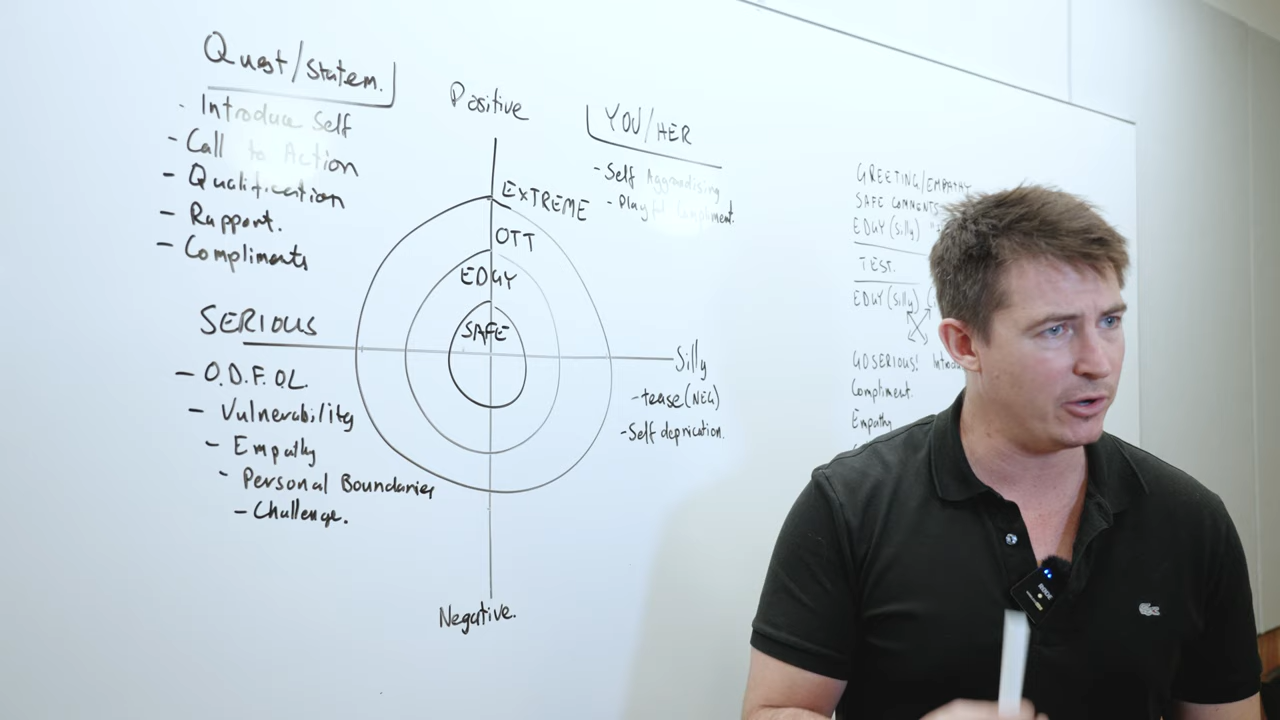 Quest/Statem.
· Introduce Self
- Call to Action
- Qualification
- Rapport.
- Compliments
Positive
YOU/HER
- Self Aggrandising
- Playful Compliment.
EXTREME
OTT
EDGY
SAFE
SERIOUS
- O.D.F.OL.
- Vulnerability
- Empathy
- Personal Boundaries
- Challenge.
Silly
- tease (NEG)
- Self deprication.
Negative.
GREETING/EMPATHY
SAFE COMMENTS
EDGY (silly)
TEST.
EDGY (silly)
GO SERIOUS!
Compliment.
Empathy